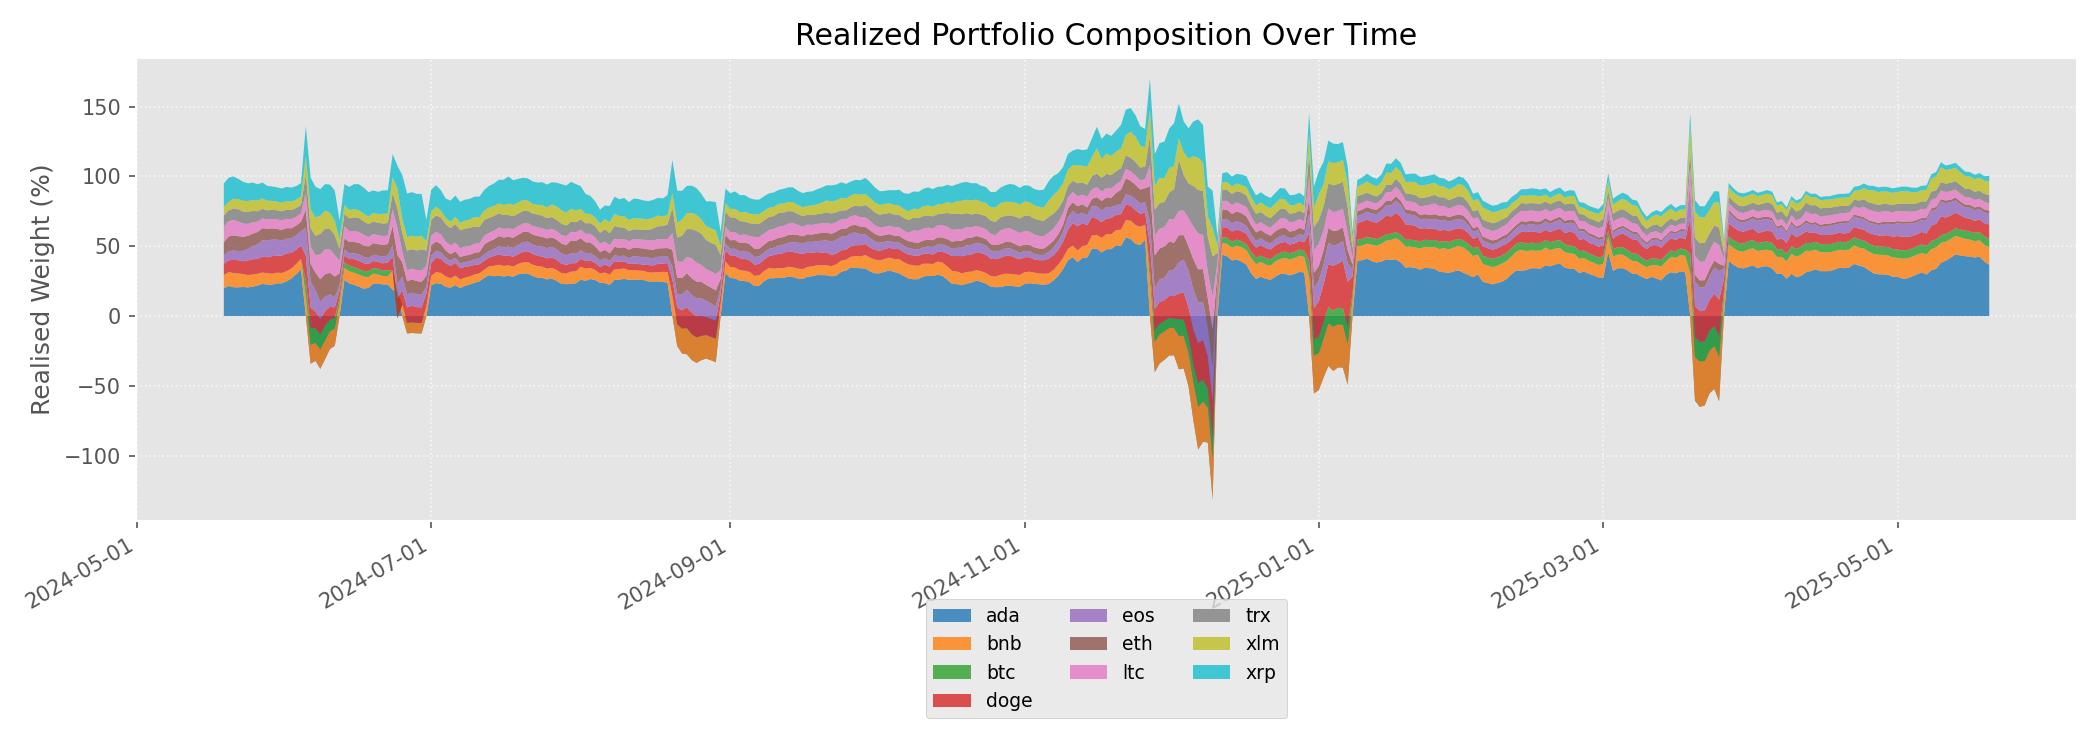 Realized Portfolio Composition Over Time
Realised Weight (%)
150
100
50
0
−50
−100
2024-05-01
2024-07-01
2024-09-01
2024-11-01
2025-01-01
2025-03-01
2025-05-01
ada
bnb
btc
doge
eos
eth
ltc
trx
xlm
xrp